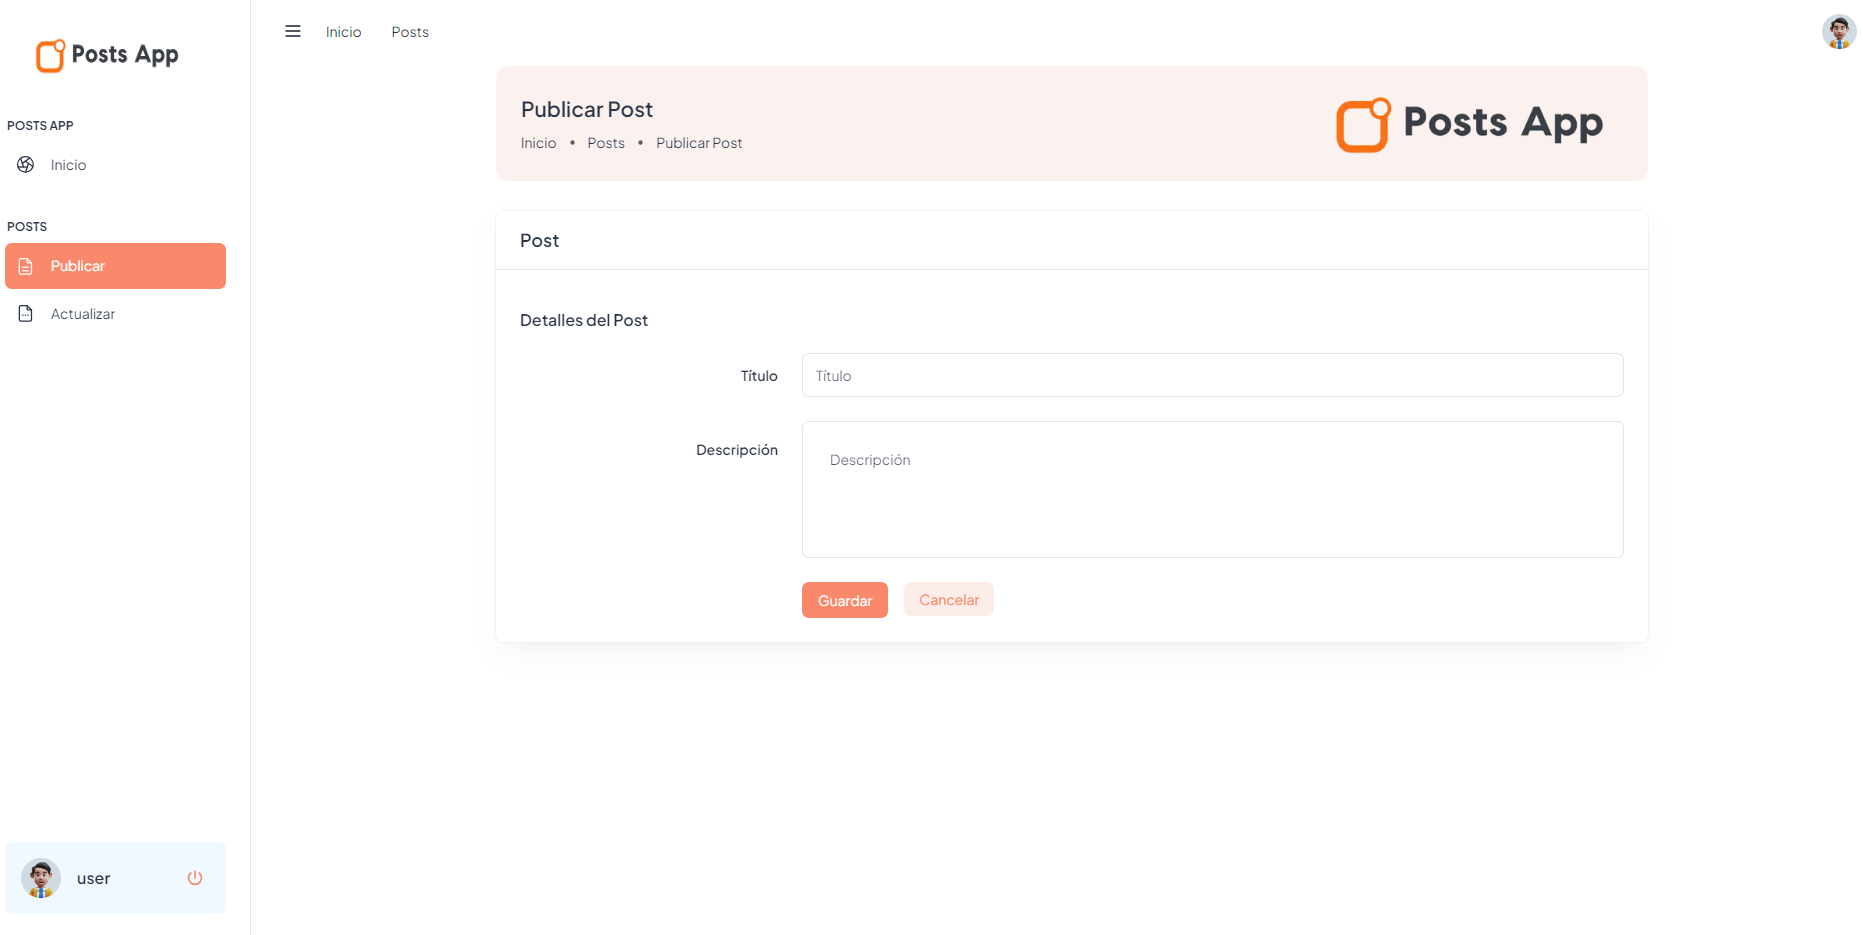 Posts App
POSTS APP
Inicio
POSTS
Publicar
Actualizar
user
Inicio Posts
Publicar Post
Inicio • Posts • Publicar Post
Posts App
Post
Detalles del Post
Título Título
Descripción Descripción
Guardar Cancelar